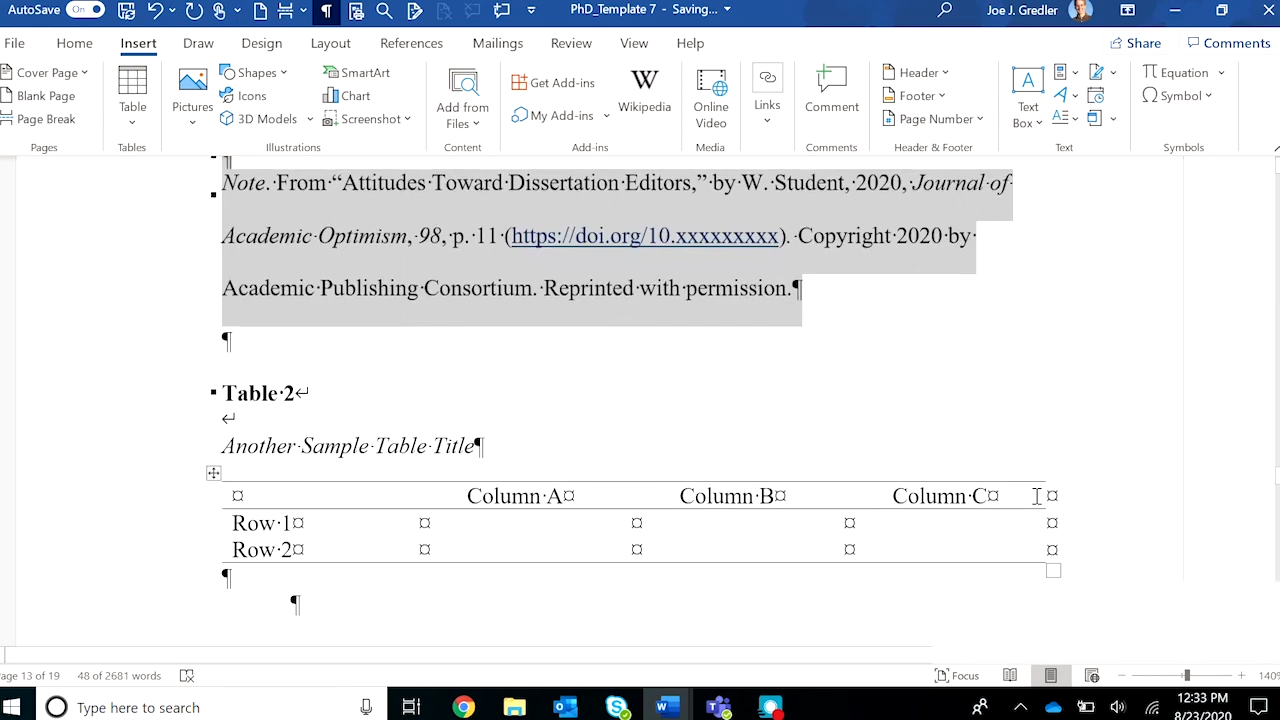 AutoSave On PhD_Template 7 - Saving... Joe J. Gredler
File Home Insert Draw Design Layout References Mailings Review View Help Share Comments
Cover Page
Blank Page
Page Break
Pages
Table
Tables
Pictures
Shapes
Icons
3D Models
SmartArt
Chart
Screenshot
Illustrations
Add from
Files
Content
Get Add-ins
My Add-ins
Wikipedia
Add-ins
Online
Video
Media
Links
Comment
Comments
Header
Footer
Page Number
Header & Footer
Text
Box
Text
Equation
Symbol
Symbols
Note. From “Attitudes Toward Dissertation Editors,” by W. Student, 2020, Journal of
Academic Optimism, 98, p. 11 (https://doi.org/10.xxxxxxxxx). Copyright 2020 by
Academic Publishing Consortium. Reprinted with permission.¶
¶
Table 2
Another Sample Table Title¶
Column A Column B Column C
Row 1
Row 2
¶
¶
age 13 of 19 48 of 2681 words Focus 140%
Type here to search 12:33 PM
8/23/2020